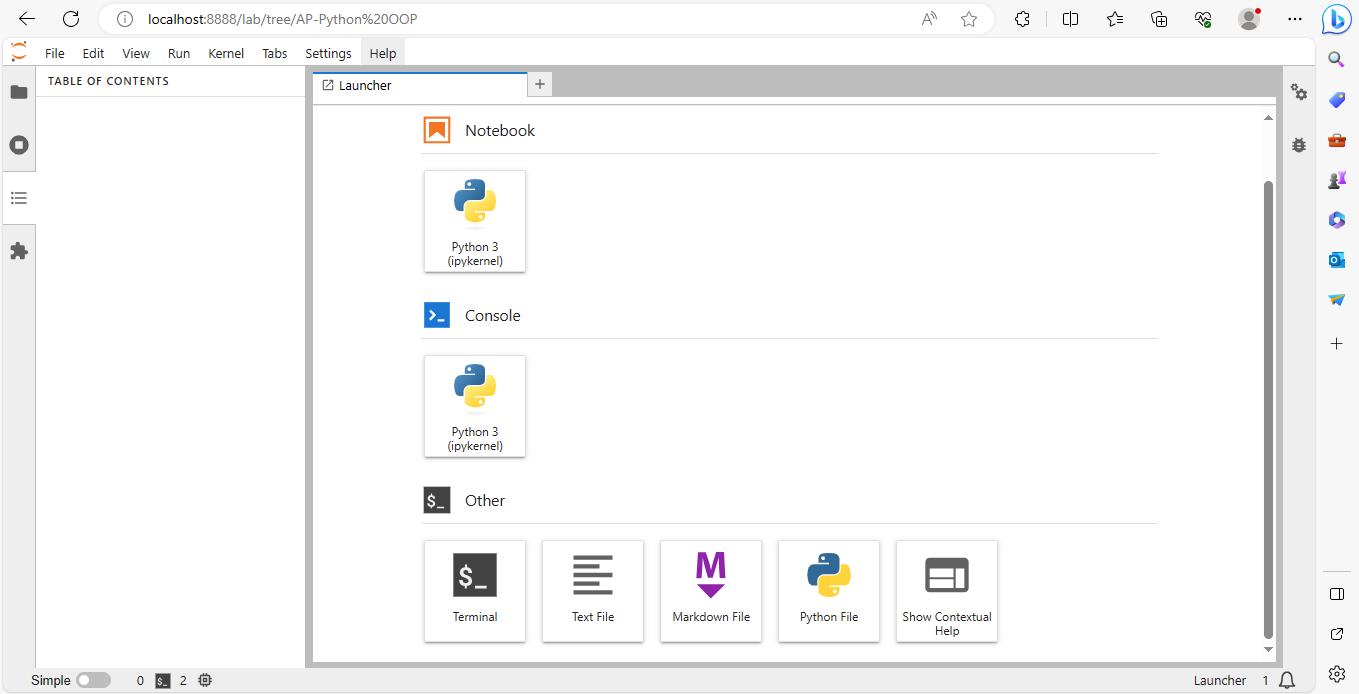 localhost:8888/lab/tree/AP-Python%20OOP
File Edit View Run Kernel Tabs Settings Help
TABLE OF CONTENTS
Launcher
Notebook
Python 3
(ipykernel)
Console
Python 3
(ipykernel)
$_ Other
$_
Terminal
Text File
M
Markdown File
Python File
Show Contextual
Help
Simple 0 $_ 2 Launcher 1